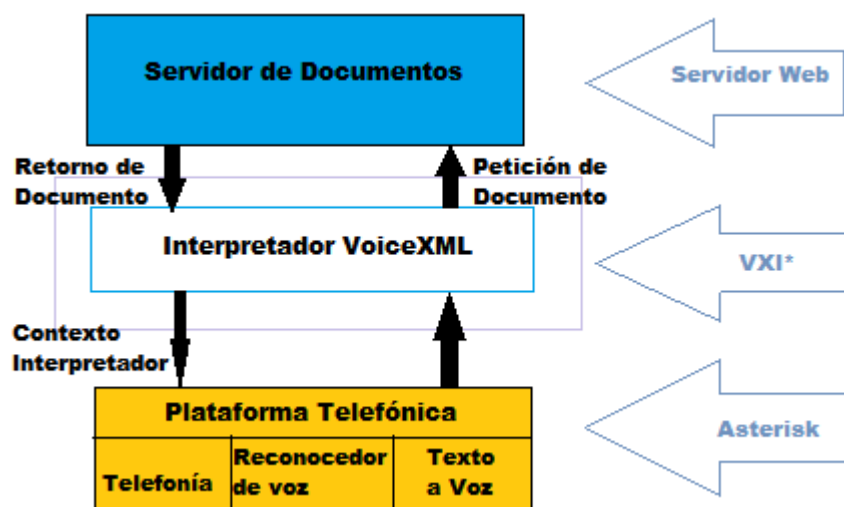 Servidor de Documentos
Servidor Web
Retorno de
Documento
Petición de
Documento
Interpretador VoiceXML
VXI*
Contexto
Interpretador
Plataforma Telefónica
Asterisk
Telefonía
Reconocedor
de voz
Texto
a Voz